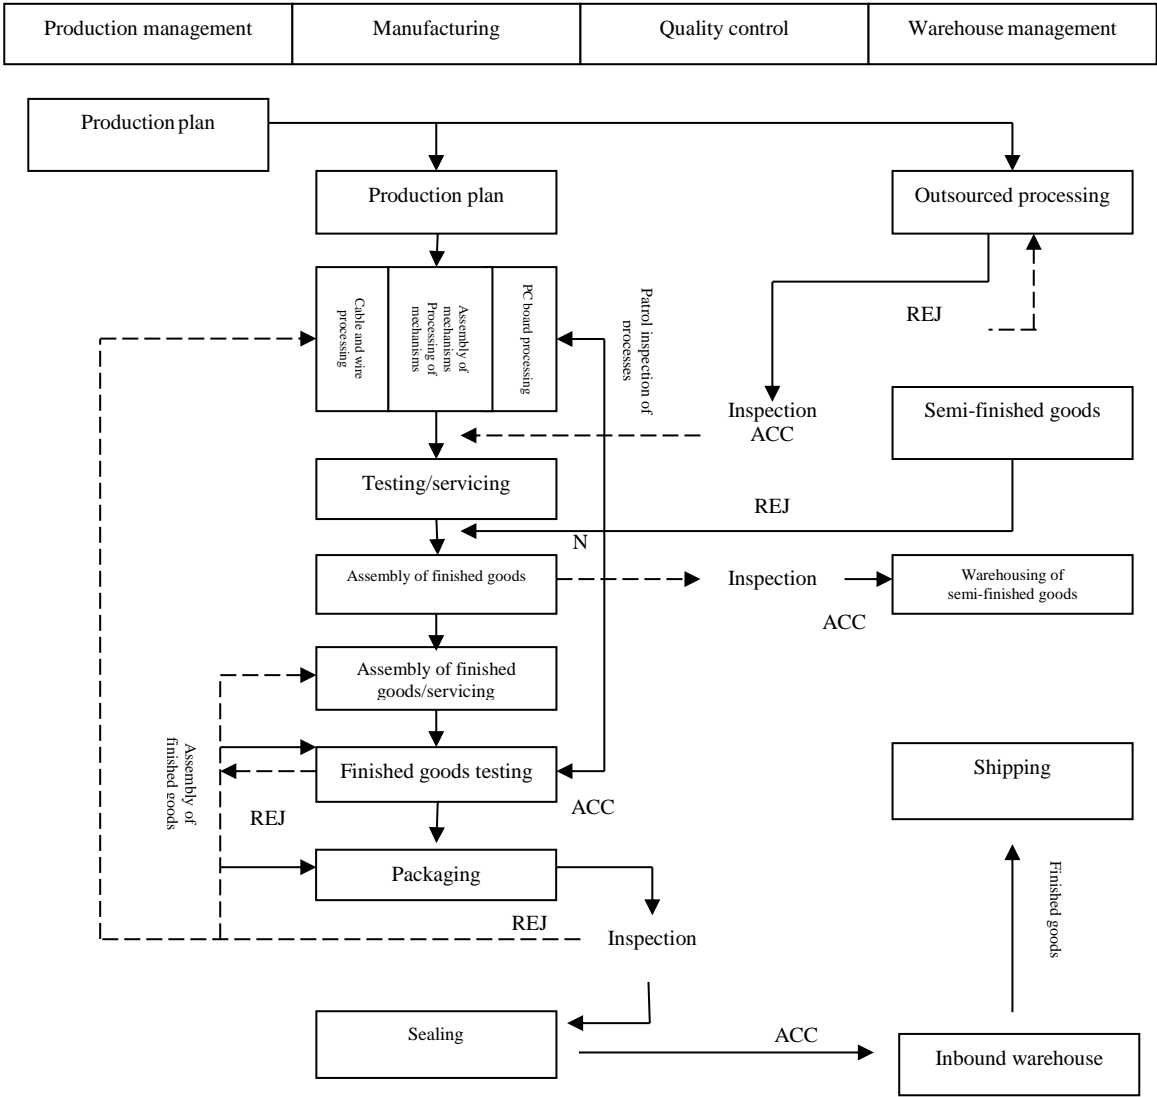 Production management
Manufacturing
Quality control
Warehouse management
Production plan
Production plan
Outsourced processing
Cable and wire
processing
Assembly of
mechanisms
Processing of
mechanisms
PC board processing
Patrol inspection of
processes
REJ
Inspection
ACC
Semi-finished goods
Testing/servicing
REJ
N
Assembly of finished goods
Inspection
Warehousing of
semi-finished goods
ACC
Assembly of finished
goods/servicing
Assembly of
finished goods
Finished goods testing
Shipping
REJ
ACC
Packaging
Finished goods
REJ
Inspection
Sealing
ACC
Inbound warehouse